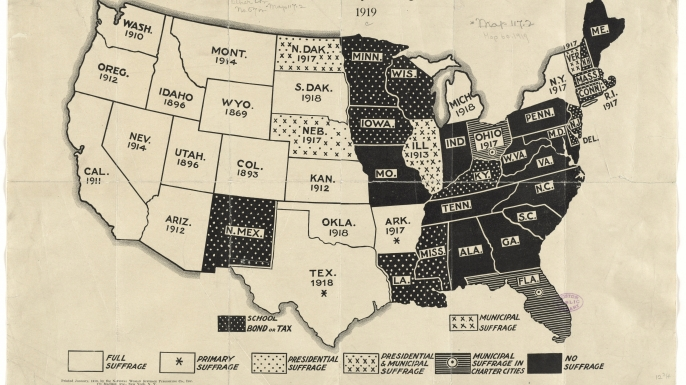 1919
WASH.
1910
MONT.
1914
N. DAK.
1917
MINN.
ME.
OREG.
1912
IDAHO
1896
WYO.
1869
S. DAK.
1918
WIS.
MICH.
1918
N.Y.
1917
1917
VER.
MASS.
CONN.
R.I.
1917
NEV.
1914
UTAH.
1896
COL.
1893
NEB.
1917
IOWA.
ILL
1913
IND
OHIO
1917
PENN.
M.D.
DEL.
CAL.
1911
KAN.
1912
MO.
KY.
W.VA.
VA.
ARIZ.
1912
N. MEX.
OKLA.
1918
ARK.
1917
*
TENN.
N.C.
S.C.
TEX.
1918
*
LA.
MISS.
ALA.
GA.
FLA.
SCHOOL
BOND OR TAX
MUNICIPAL
SUFFRAGE
FULL
SUFFRAGE
*
PRIMARY
SUFFRAGE
PRESIDENTIAL
SUFFRAGE
PRESIDENTIAL
& MUNICIPAL
SUFFRAGE
MUNICIPAL
SUFFRAGE IN
CHARTER CITIES
NO
SUFFRAGE